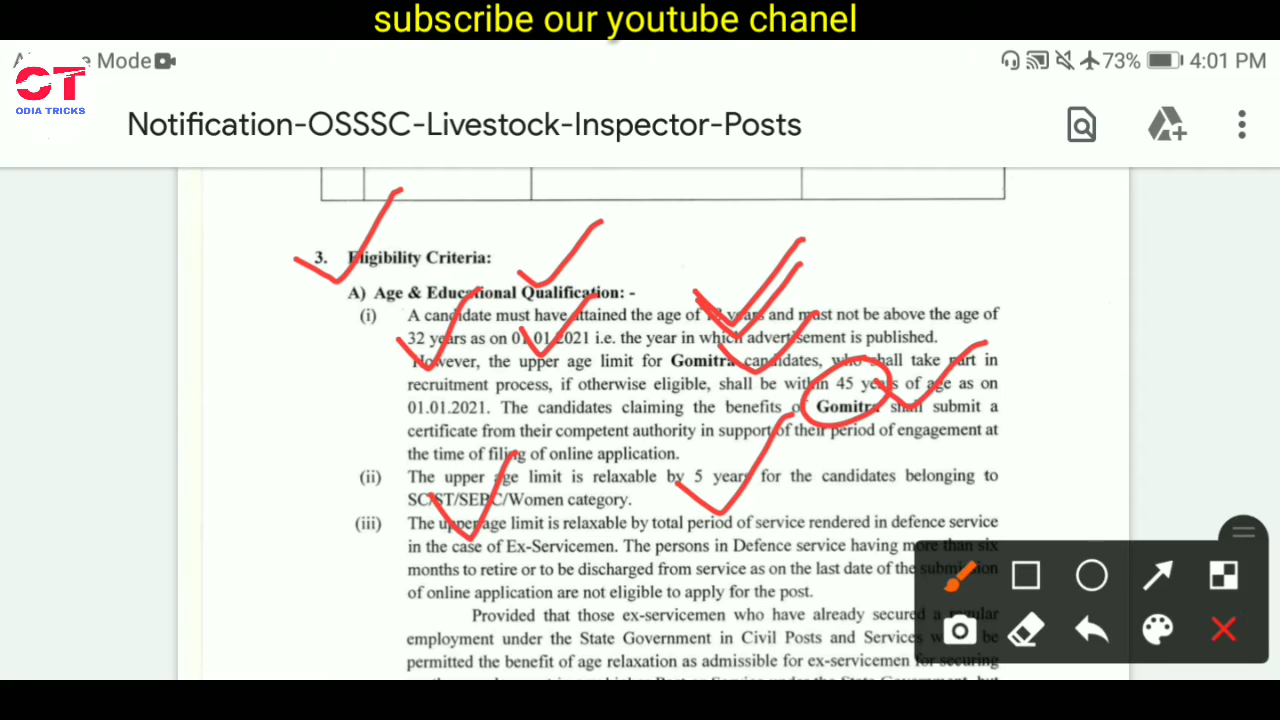 subscribe our youtube chanel
Mode
73% 4:01 PM
CT
ODIA TRICKS
Notification-OSSSC-Livestock-Inspector-Posts
3. Eligibility Criteria:
A) Age & Educational Qualification: -
(i) A candidate must have attained the age of 18 years and must not be above the age of
32 years as on 01.01.2021 i.e. the year in which advertisement is published.
However, the upper age limit for Gomitra candidates, who shall take part in
recruitment process, if otherwise eligible, shall be within 45 years of age as on
01.01.2021. The candidates claiming the benefits of Gomitra shall submit a
certificate from their competent authority in support of their period of engagement at
the time of filing of online application.
(ii) The upper age limit is relaxable by 5 years for the candidates belonging to
SC/ST/SEBC/Women category.
(iii) The upper age limit is relaxable by total period of service rendered in defence service
in the case of Ex-Servicemen. The persons in Defence service having more than six
months to retire or to be discharged from service as on the last date of the submission
of online application are not eligible to apply for the post.
Provided that those ex-servicemen who have already secured a regular
employment under the State Government in Civil Posts and Services will be
permitted the benefit of age relaxation as admissible for ex-servicemen for securing